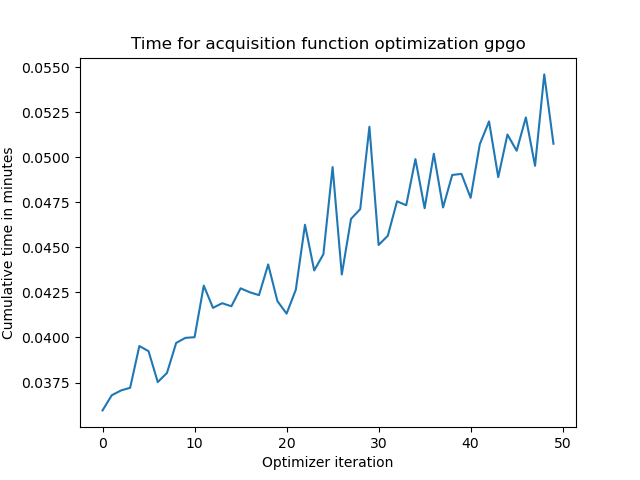 Time for acquisition function optimization gpgo
0.0550
0.0525
0.0500
0.0475
0.0450
0.0425
0.0400
0.0375
Cumulative time in minutes
0 10 20 30 40 50
Optimizer iteration